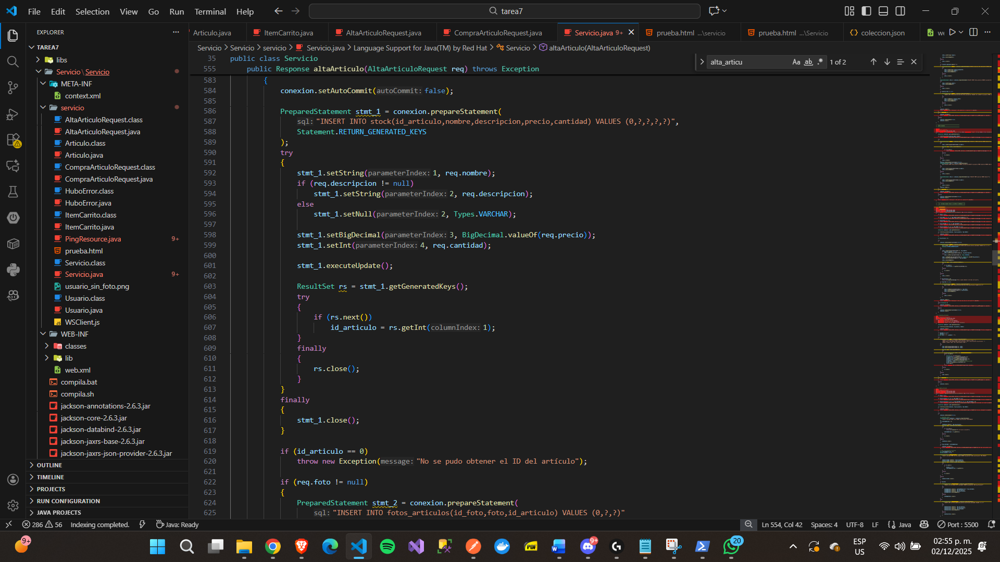 File Edit Selection View Go Run Terminal Help
tarea7
EXPLORER
TAREA7
libs
Servicio \ Servicio
META-INF
context.xml
servicio
AltaArticuloRequest.class
AltaArticuloRequest.java
Articulo.class
Articulo.java
CompraArticuloRequest.class
CompraArticuloRequest.java
HuboError.class
HuboError.java
ItemCarrito.class
ItemCarrito.java
PingResource.java 9+
prueba.html
Servicio.class
Servicio.java 9+
usuario_sin_foto.png
Usuario.class
Usuario.java
WSClient.js
WEB-INF
classes
lib
web.xml
compila.bat
compila.sh
jackson-annotations-2.6.3.jar
jackson-core-2.6.3.jar
jackson-databind-2.6.3.jar
jackson-jaxrs-base-2.6.3.jar
jackson-jaxrs-json-provider-2.6.3.jar
OUTLINE
TIMELINE
PROJECTS
RUN CONFIGURATION
JAVA PROJECTS
Articulo.java ItemCarrito.java AltaArticuloRequest.java CompraArticuloRequest.java Servicio.java 9+ prueba.html ...\servicio prueba.html ...\Servicio coleccion.json we
Servicio > Servicio > servicio > Servicio.java > Language Support for Java(TM) by Red Hat > Servicio > altaArticulo(AltaArticuloRequest)
alta_articu Aa ab .* 1 of 2
35 public class Servicio
555 public Response altaArticulo(AltaArticuloRequest req) throws Exception
583 {
584 conexion.setAutoCommit(autoCommit: false);
585
586 PreparedStatement stmt_1 = conexion.prepareStatement(
587 sql: "INSERT INTO stock(id_articulo,nombre,descripcion,precio,cantidad) VALUES (0,?,?,?,?)",
588 Statement.RETURN_GENERATED_KEYS
589 );
590 try
591 {
592 stmt_1.setString(parameterIndex: 1, req.nombre);
593 if (req.descripcion != null)
594 stmt_1.setString(parameterIndex: 2, req.descripcion);
595 else
596 stmt_1.setNull(parameterIndex: 2, Types.VARCHAR);
597
598 stmt_1.setBigDecimal(parameterIndex: 3, BigDecimal.valueOf(req.precio));
599 stmt_1.setInt(parameterIndex: 4, req.cantidad);
600
601 stmt_1.executeUpdate();
602
603 ResultSet rs = stmt_1.getGeneratedKeys();
604 try
605 {
606 if (rs.next())
607 id_articulo = rs.getInt(columnIndex: 1);
608 }
609 finally
610 {
611 rs.close();
612 }
613 }
614 finally
615 {
616 stmt_1.close();
617 }
618
619 if (id_articulo == 0)
620 throw new Exception(message: "No se pudo obtener el ID del artículo");
621
622 if (req.foto != null)
623 {
624 PreparedStatement stmt_2 = conexion.prepareStatement(
625 sql: "INSERT INTO fotos_articulos(id_foto,foto,id_articulo) VALUES (0,?,?)"
286 56 Indexing completed. Java: Ready Ln 554, Col 42 Spaces: 4 UTF-8 LF Java Port : 5500
9+ PDF 9+ 20
ESP
US
02:55 p. m.
02/12/2025